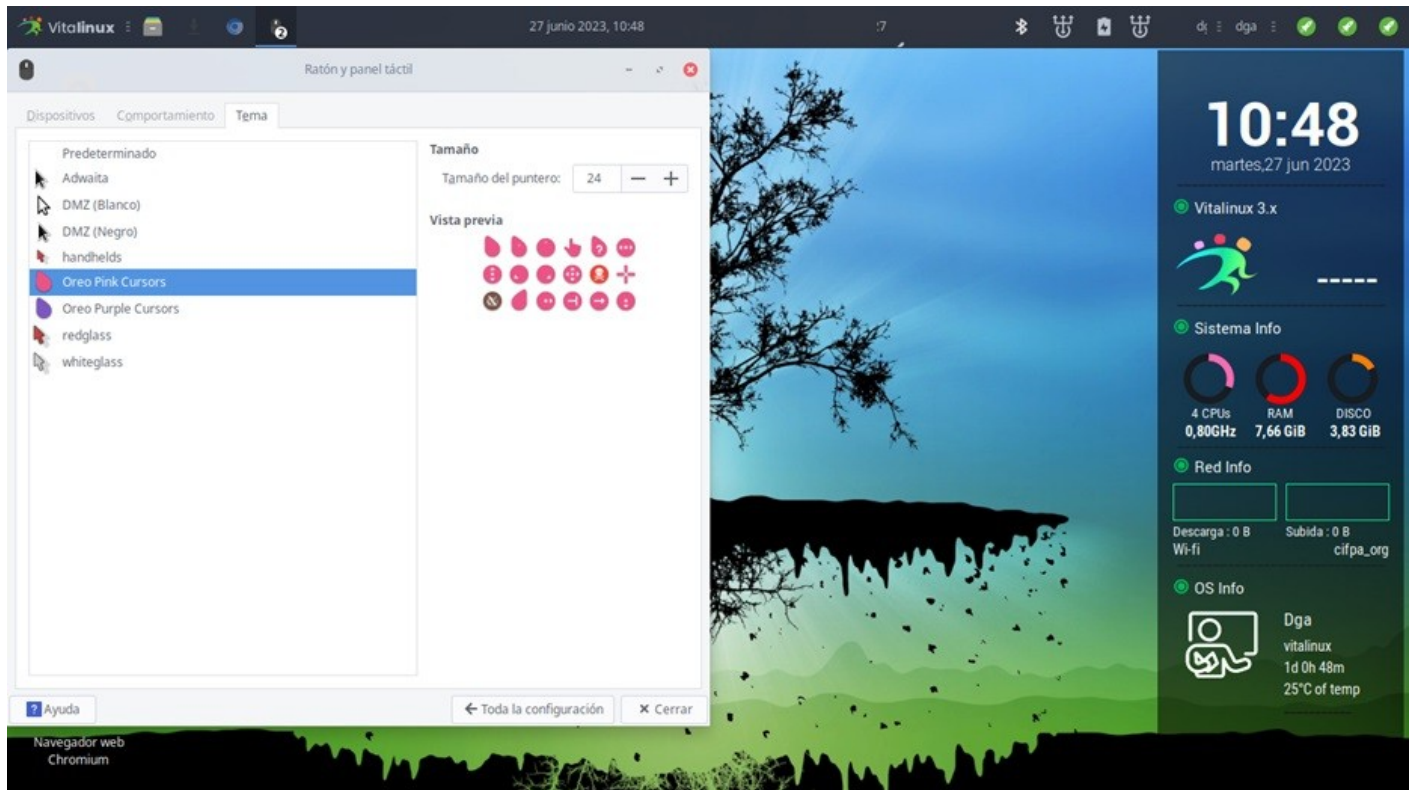 Vitalinux
2
27 junio 2023, 10:48
:7
dga
Ratón y panel táctil
Dispositivos Comportamiento Tema
Predeterminado
Adwaita
DMZ (Blanco)
DMZ (Negro)
handhelds
Oreo Pink Cursors
Oreo Purple Cursors
redglass
whiteglass
Tamaño
Tamaño del puntero: 24
Vista previa
Ayuda
Toda la configuración
Cerrar
Navegador web
Chromium
10:48
martes,27 jun 2023
Vitalinux 3.x
-----
Sistema Info
4 CPUs RAM DISCO
0,80GHz 7,66 GiB 3,83 GiB
Red Info
Descarga : 0 B Subida : 0 B
Wi-fi cifpa_org
OS Info
Dga
vitalinux
1d 0h 48m
25°C of temp